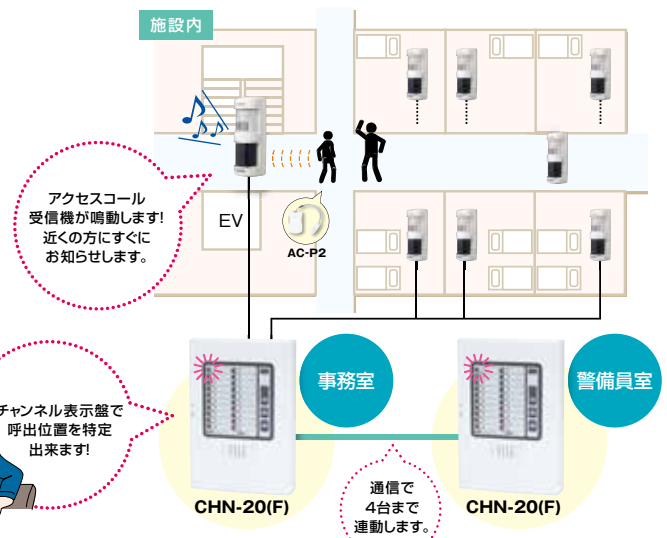 施設内
アクセスコール
受信機が鳴動します!
近くの方にすぐに
お知らせします。
EV
AC-P2
チャンネル表示盤で
呼出位置を特定
出来ます!
事務室
警備員室
CHN-20(F)
通信で
4台まで
連動します。
CHN-20(F)